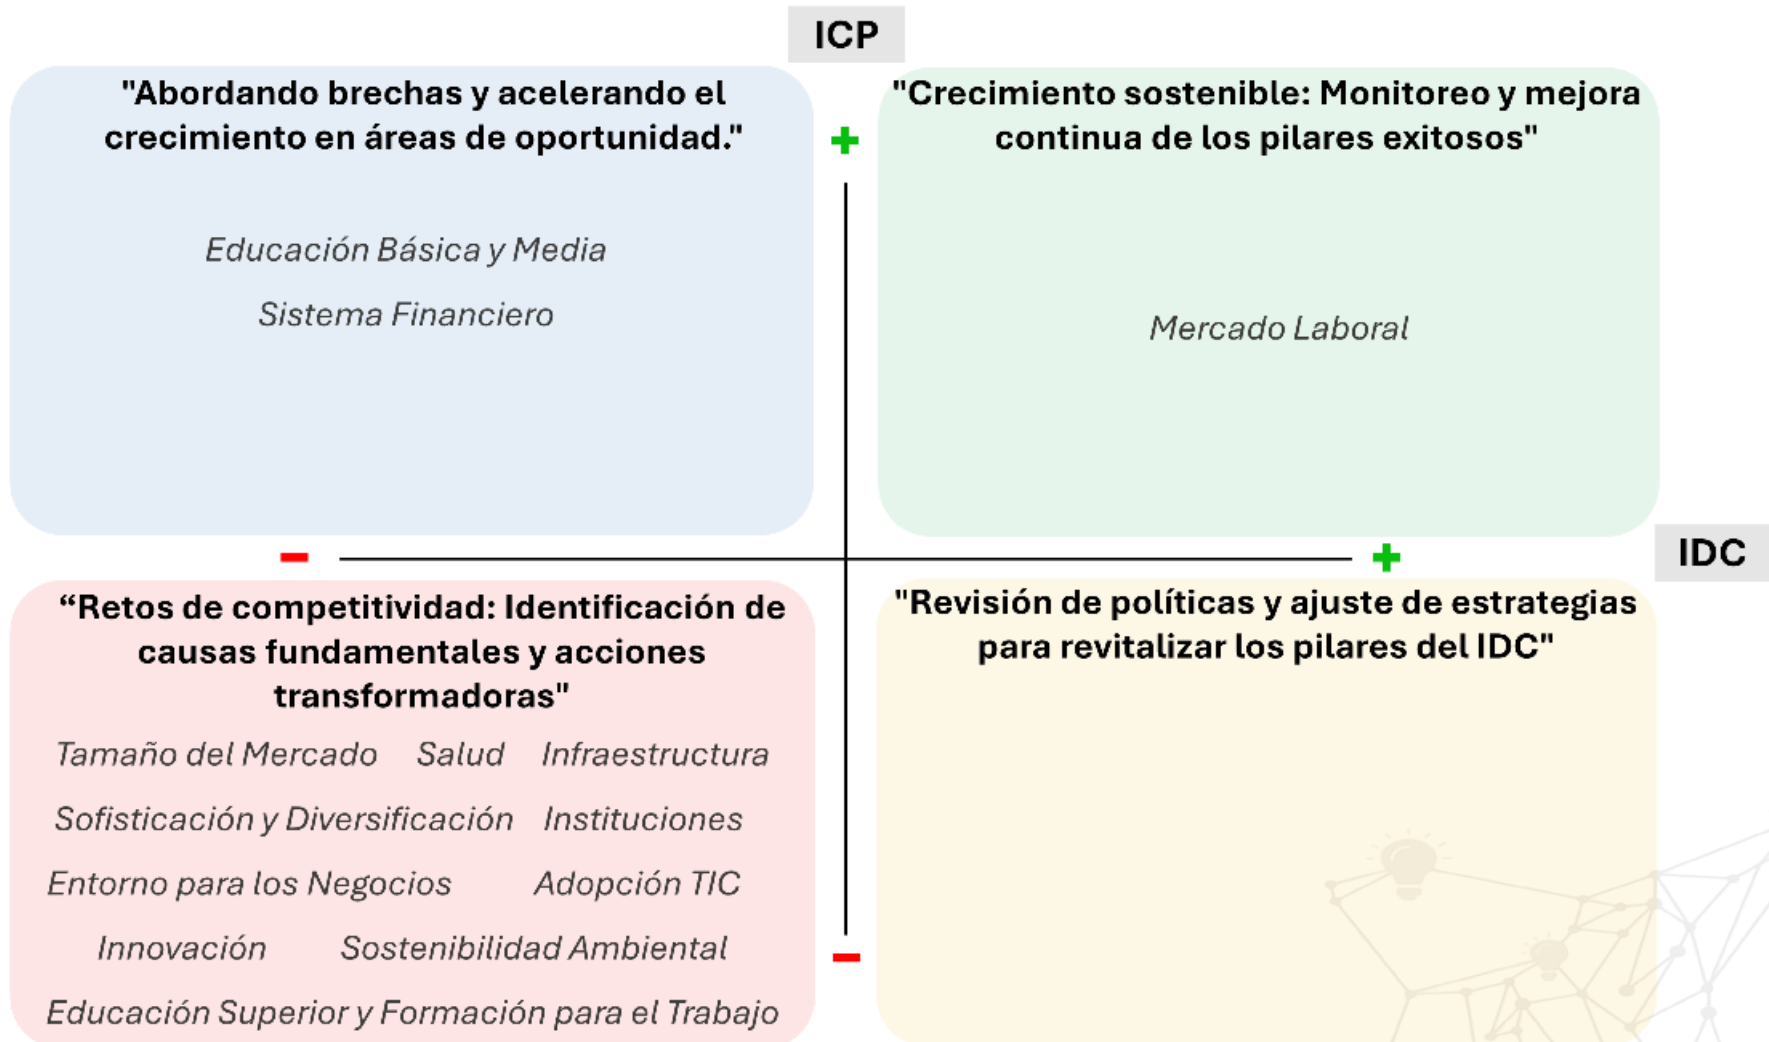 ICP
"Abordando brechas y acelerando el
crecimiento en áreas de oportunidad."
Educación Básica y Media
Sistema Financiero
+
"Crecimiento sostenible: Monitoreo y mejora
continua de los pilares exitosos"
Mercado Laboral
-
+
IDC
“Retos de competitividad: Identificación de
causas fundamentales y acciones
transformadoras"
Tamaño del Mercado Salud Infraestructura
Sofisticación y Diversificación Instituciones
Entorno para los Negocios Adopción TIC
Innovación Sostenibilidad Ambiental
Educación Superior y Formación para el Trabajo
-
"Revisión de políticas y ajuste de estrategias
para revitalizar los pilares del IDC"